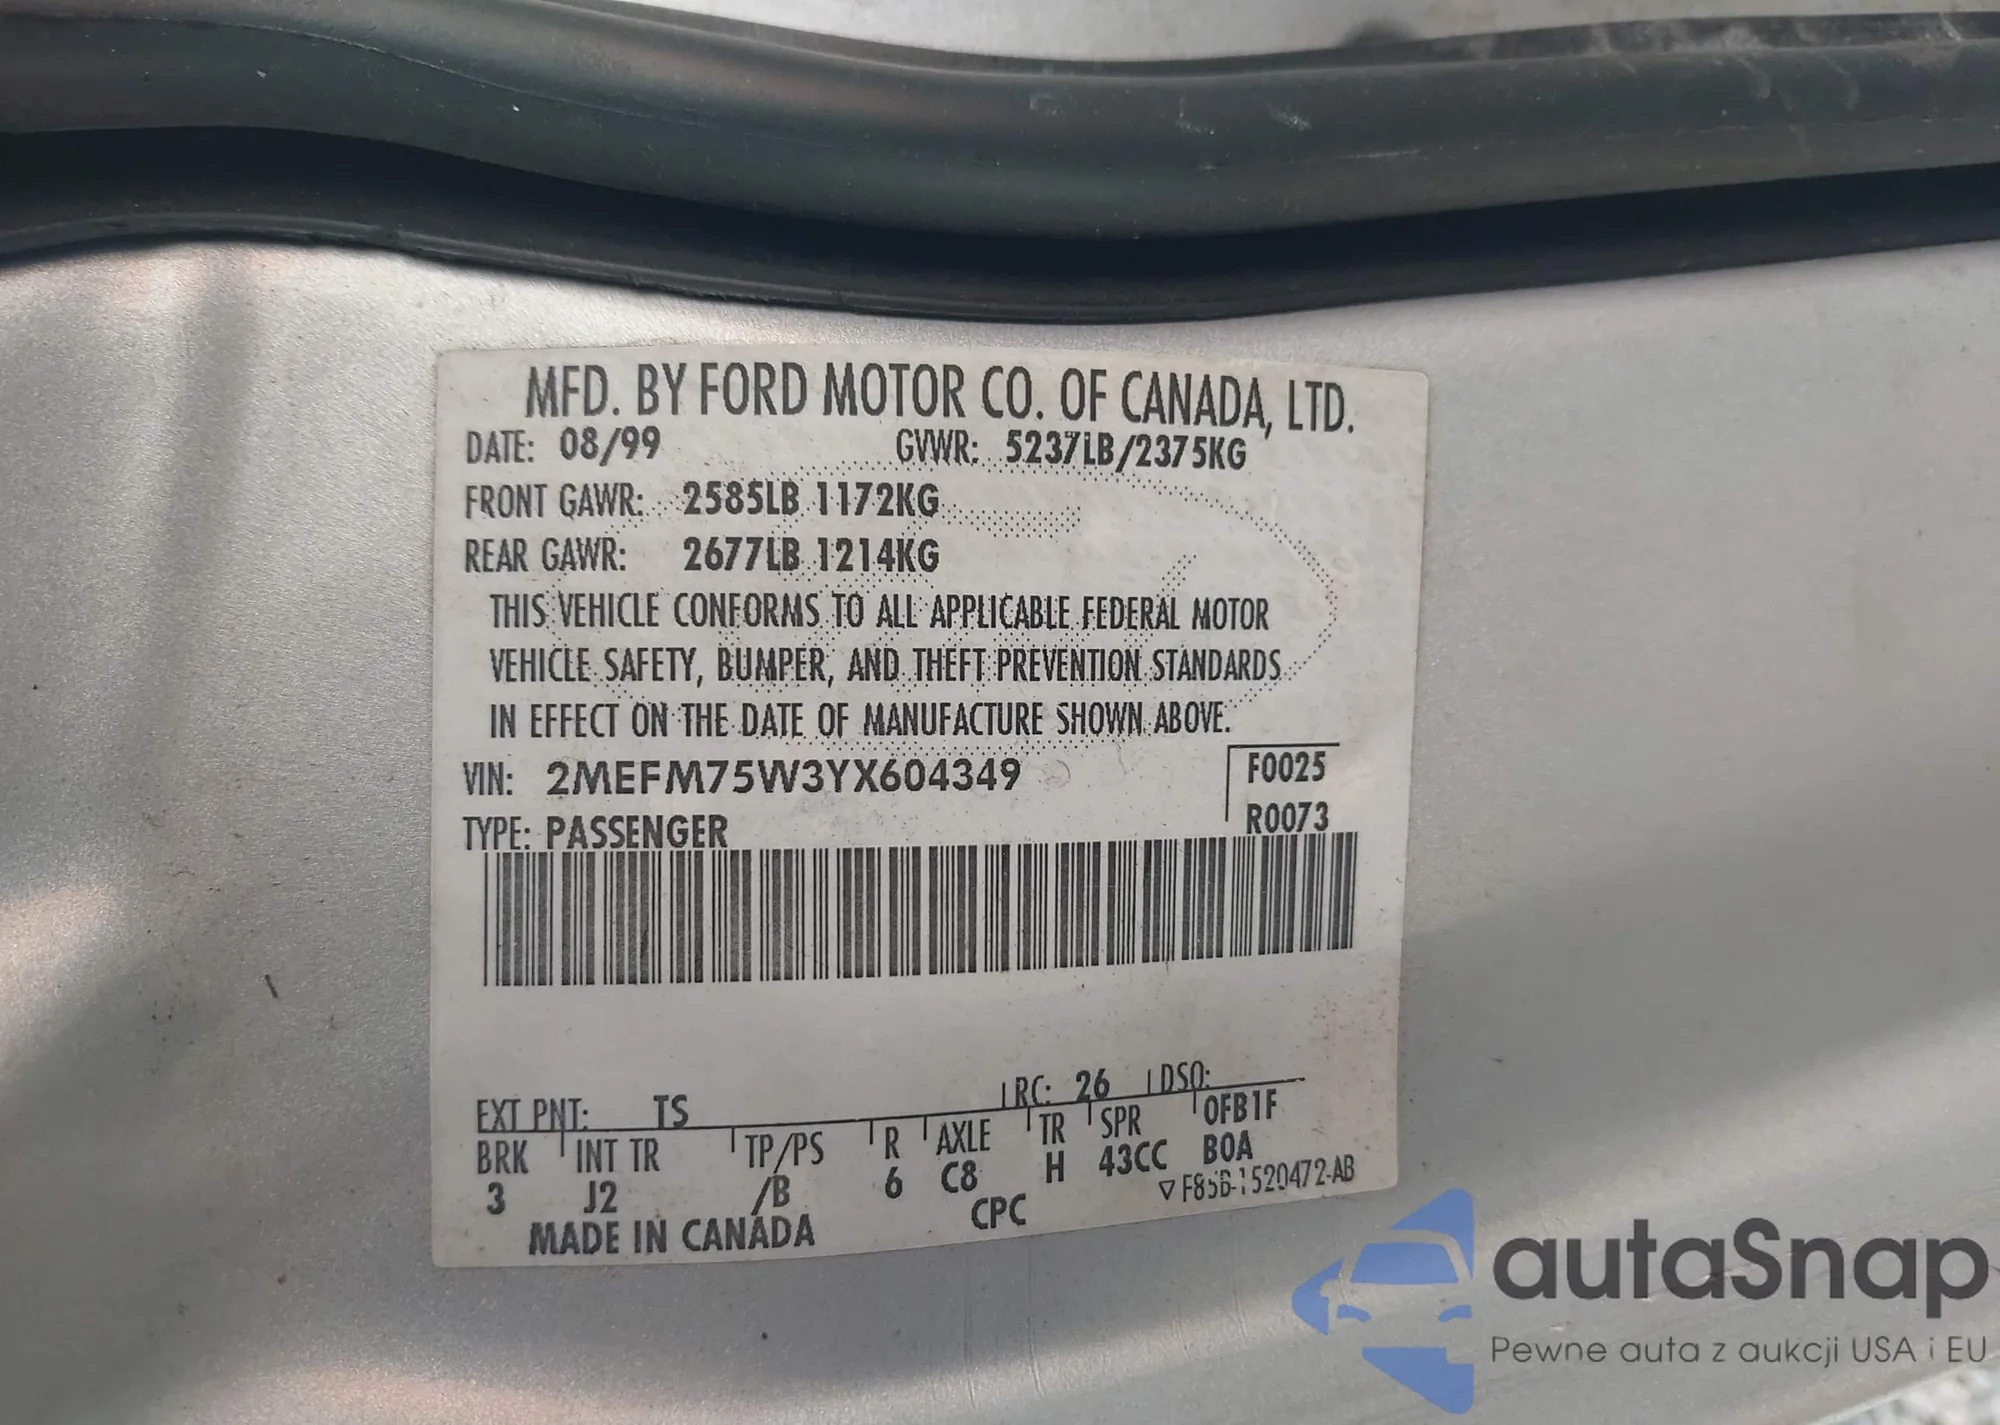 MFD. BY FORD MOTOR CO. OF CANADA, LTD.
DATE: 08/99 GVWR: 5237LB/2375KG
FRONT GAWR: 2585LB 1172KG
REAR GAWR: 2677LB 1214KG
THIS VEHICLE CONFORMS TO ALL APPLICABLE FEDERAL MOTOR
VEHICLE SAFETY, BUMPER, AND THEFT PREVENTION STANDARDS
IN EFFECT ON THE DATE OF MANUFACTURE SHOWN ABOVE.
VIN: 2MEFM75W3YX604349 F0025
TYPE: PASSENGER R0073
EXT PNT: TS RC: 26 DSO:
BRK INT TR TP/PS R AXLE TR SPR 0FB1F
3 J2 /B 6 C8 H 43CC B0A
CPC ▽F85B-1520472-AB
MADE IN CANADA
autaSnap
Pewne auta z aukcji USA i EU